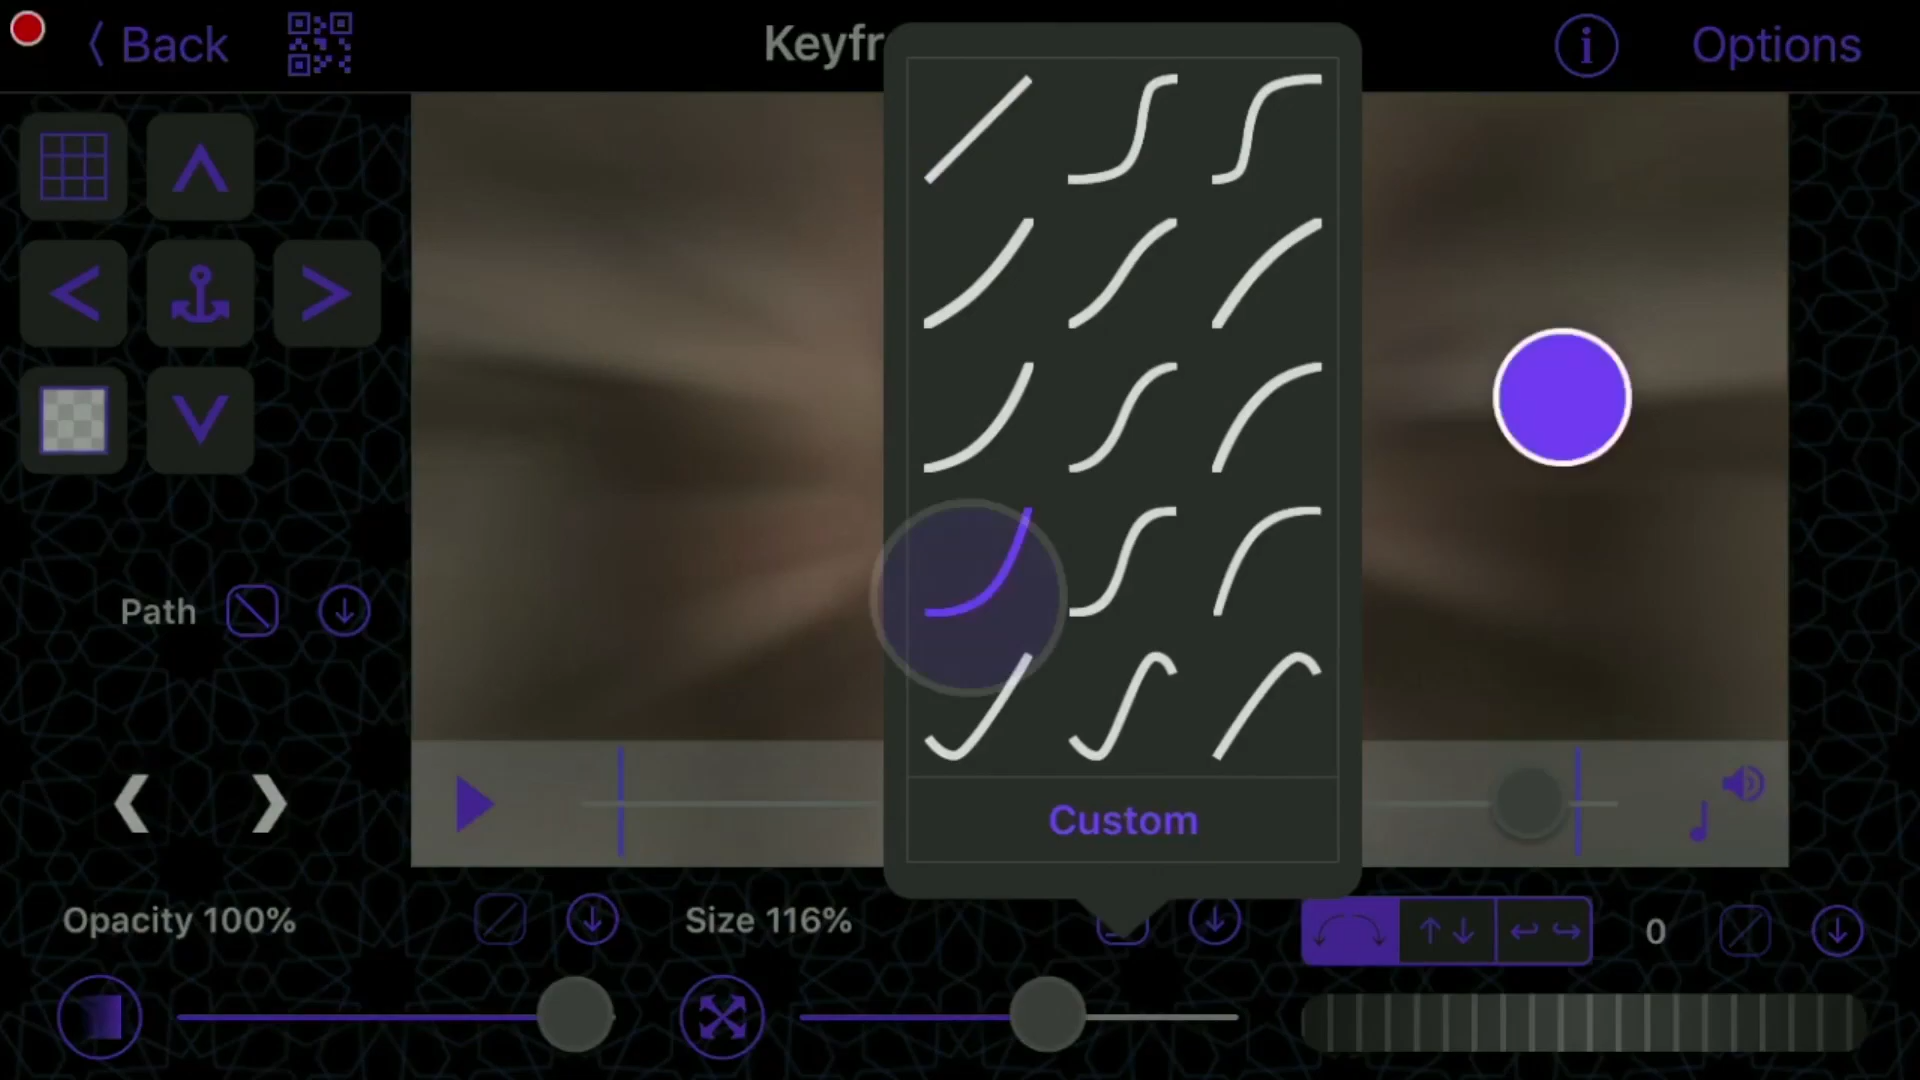 Back
Keyfr
Options
Path
Custom
Opacity 100%
Size 116%
0